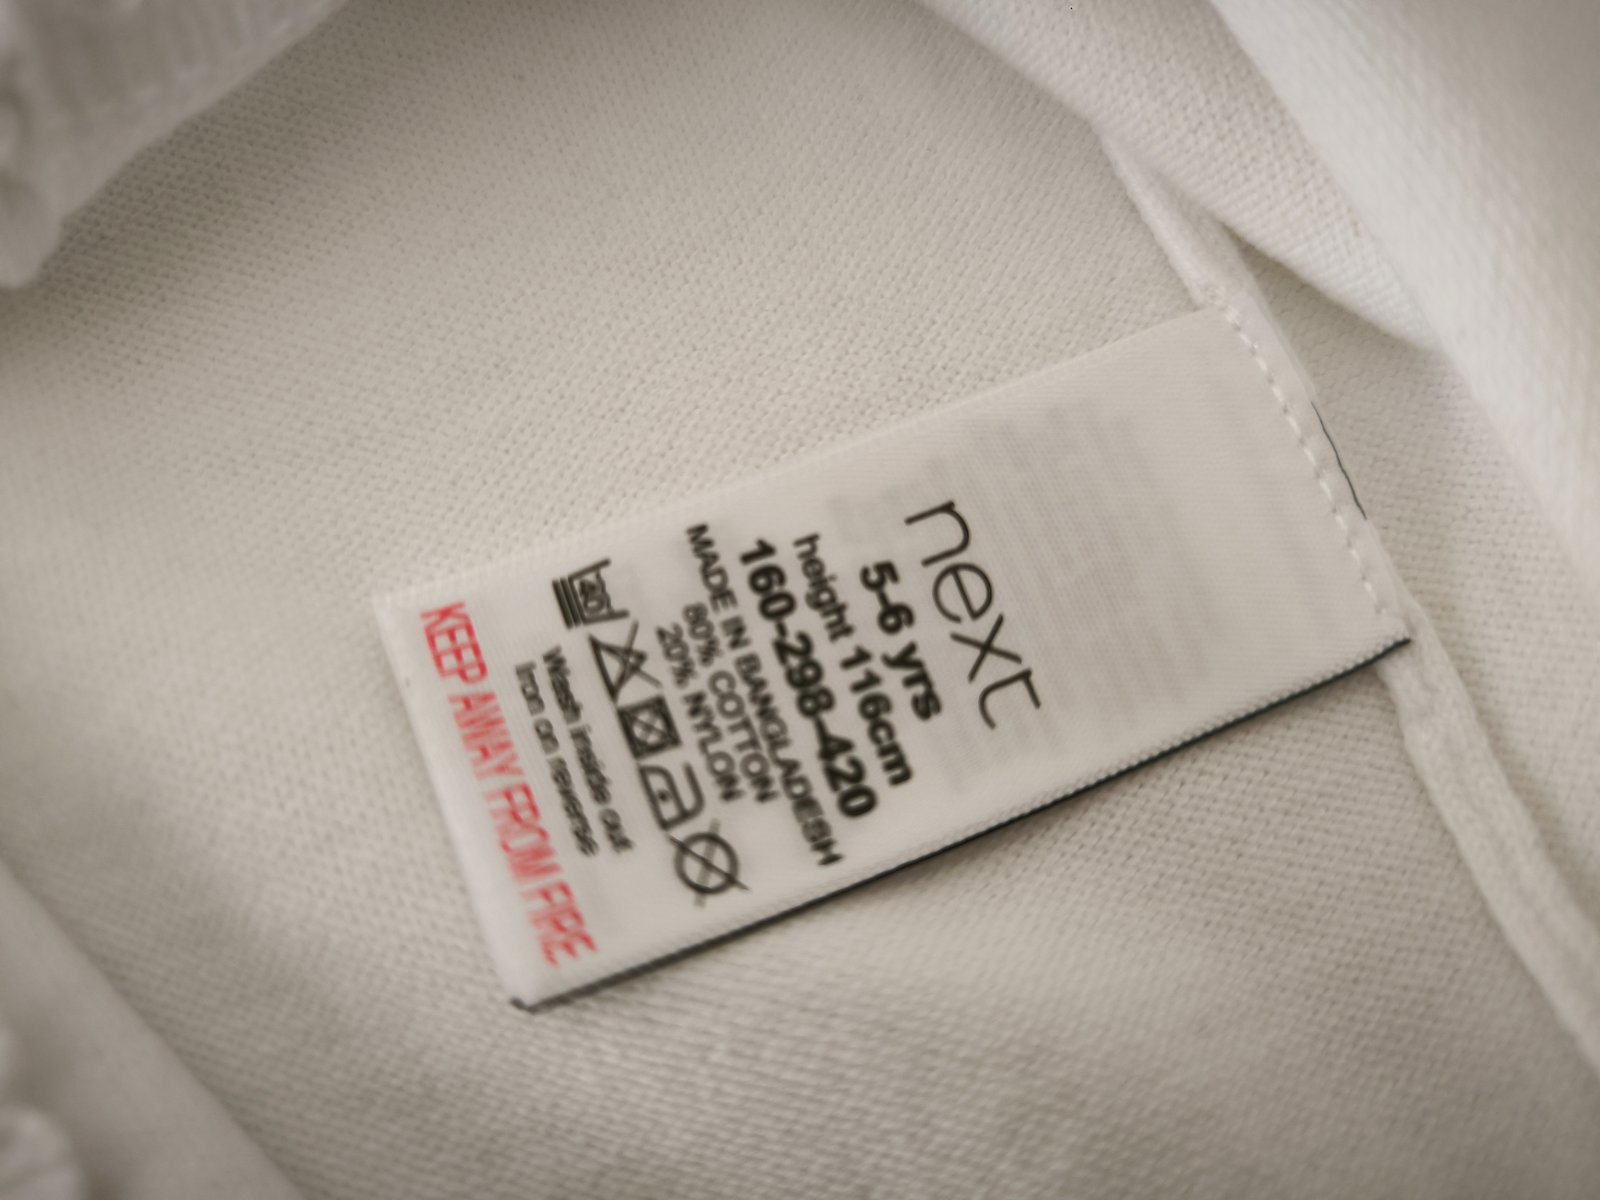 next
5-6 yrs
height 116cm
160-298-420
MADE IN BANGLADESH
80% COTTON
20% NYLON
40
Wash inside out
Iron on reverse
KEEP AWAY FROM FIRE